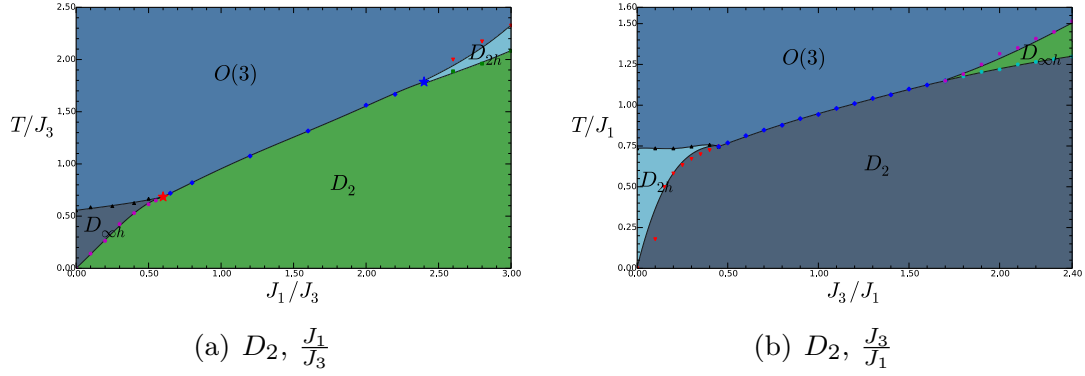 2.50
2.00
1.50
1.00
0.50
0.00
T/J₃
O(3)
D₂ₕ
D₂
D∞ₕ
0.00 0.50 1.00 1.50 2.00 2.50 3.00
J₁/J₃
(a) D₂, J₁/J₃
1.60
1.50
1.25
1.00
0.75
0.50
0.25
0.00
T/J₁
O(3)
D∞ₕ
D₂
D₂ₕ
0.00 0.50 1.00 1.50 2.00 2.40
J₃/J₁
(b) D₂, J₃/J₁